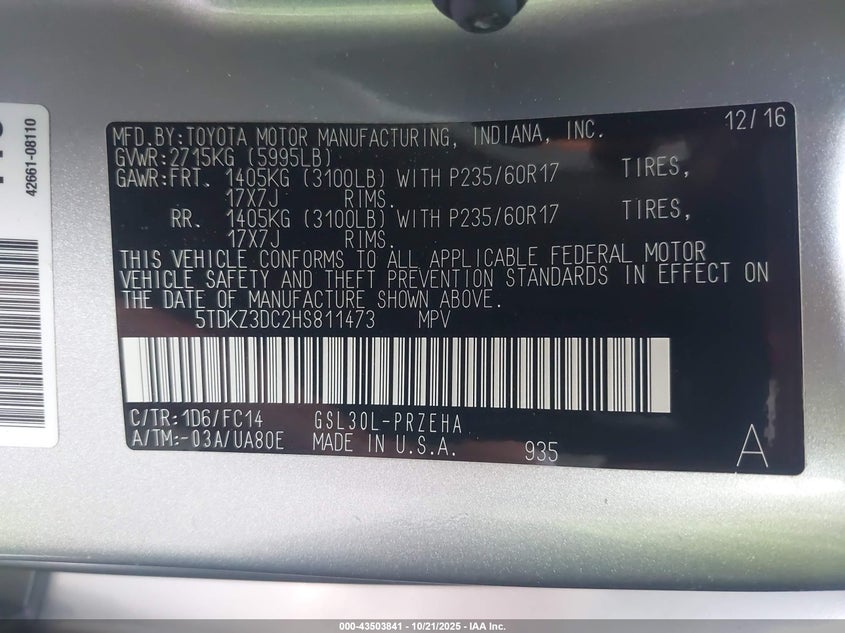 42661-08110
12/16
MFD.BY:TOYOTA MOTOR MANUFACTURING, INDIANA, INC.
GVWR:2715KG (5995LB)
GAWR:FRT. 1405KG (3100LB) WITH P235/60R17 TIRES,
17X7J RIMS.
RR. 1405KG (3100LB) WITH P235/60R17 TIRES,
17X7J RIMS.
THIS VEHICLE CONFORMS TO ALL APPLICABLE FEDERAL MOTOR
VEHICLE SAFETY AND THEFT PREVENTION STANDARDS IN EFFECT ON
THE DATE OF MANUFACTURE SHOWN ABOVE.
5TDKZ3DC2HS811473 MPV
C/TR:1D6/FC14 GSL30L-PRZEHA
A/TM:-03A/UA80E MADE IN U.S.A. 935 A
000-43503841 - 10/21/2025 - IAA Inc.